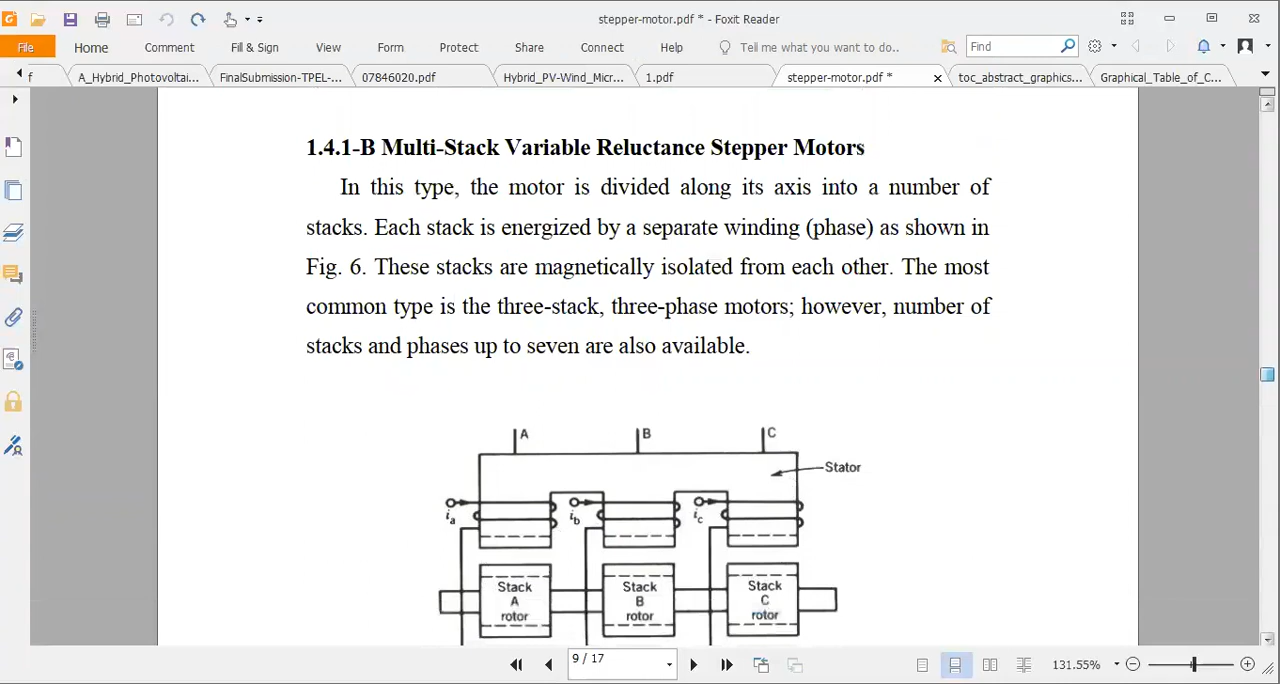 stepper-motor.pdf * - Foxit Reader
File Home Comment Fill & Sign View Form Protect Share Connect Help Tell me what you want to do.. Find
f A_Hybrid_Photovoltai... FinalSubmission-TPEL-... 07846020.pdf Hybrid_PV-Wind_Micr... 1.pdf stepper-motor.pdf * toc_abstract_graphics... Graphical_Table_of_C...
1.4.1-B Multi-Stack Variable Reluctance Stepper Motors
In this type, the motor is divided along its axis into a number of
stacks. Each stack is energized by a separate winding (phase) as shown in
Fig. 6. These stacks are magnetically isolated from each other. The most
common type is the three-stack, three-phase motors; however, number of
stacks and phases up to seven are also available.
A B C
Stator
ia ib ic
Stack Stack Stack
A B C
rotor rotor rotor
9 / 17 131.55%